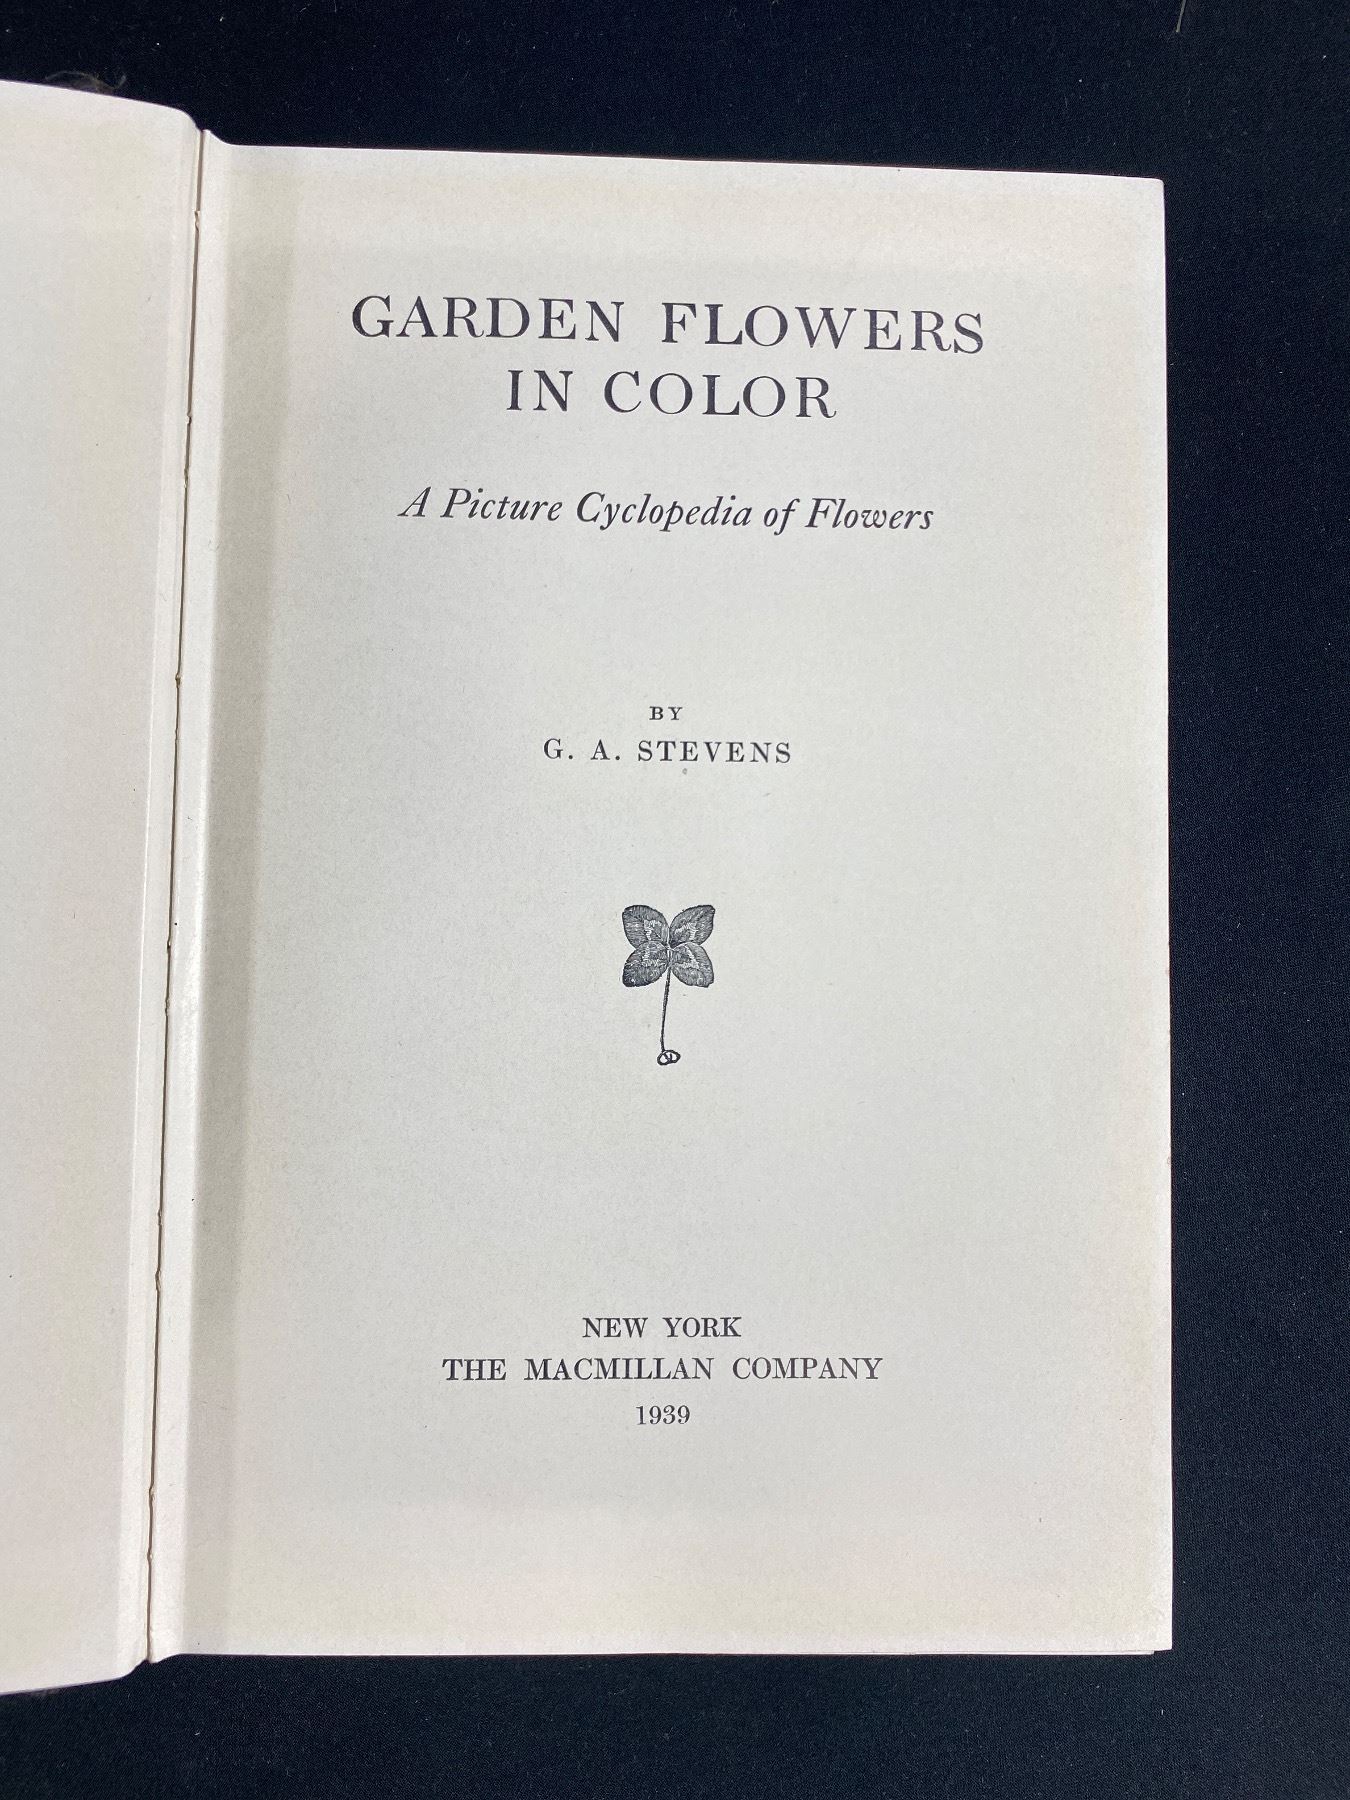 GARDEN FLOWERS
IN COLOR
A Picture Cyclopedia of Flowers
BY
G. A. STEVENS
NEW YORK
THE MACMILLAN COMPANY
1939